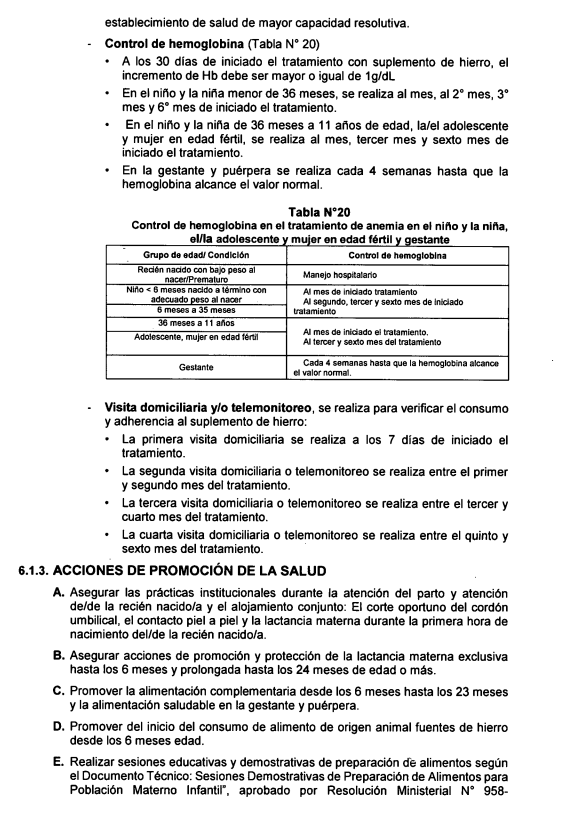 establecimiento de salud de mayor capacidad resolutiva.
- Control de hemoglobina (Tabla N° 20)
• A los 30 días de iniciado el tratamiento con suplemento de hierro, el
incremento de Hb debe ser mayor o igual de 1g/dL
• En el niño y la niña menor de 36 meses, se realiza al mes, al 2° mes, 3°
mes y 6° mes de iniciado el tratamiento.
• En el niño y la niña de 36 meses a 11 años de edad, la/el adolescente
y mujer en edad fértil, se realiza al mes, tercer mes y sexto mes de
iniciado el tratamiento.
• En la gestante y puérpera se realiza cada 4 semanas hasta que la
hemoglobina alcance el valor normal.
Tabla N°20
Control de hemoglobina en el tratamiento de anemia en el niño y la niña,
el/la adolescente y mujer en edad fértil y gestante
Grupo de edad/ Condición
Control de hemoglobina
Recién nacido con bajo peso al
nacer/Prematuro
Manejo hospitalario
Niño < 6 meses nacido a término con
adecuado peso al nacer
6 meses a 35 meses
Al mes de iniciado tratamiento
Al segundo, tercer y sexto mes de iniciado
tratamiento
36 meses a 11 años
Adolescente, mujer en edad fértil
Al mes de iniciado el tratamiento.
Al tercer y sexto mes del tratamiento
Gestante
Cada 4 semanas hasta que la hemoglobina alcance
el valor normal.
- Visita domiciliaria y/o telemonitoreo, se realiza para verificar el consumo
y adherencia al suplemento de hierro:
• La primera visita domiciliaria se realiza a los 7 días de iniciado el
tratamiento.
• La segunda visita domiciliaria o telemonitoreo se realiza entre el primer
y segundo mes del tratamiento.
• La tercera visita domiciliaria o telemonitoreo se realiza entre el tercer y
cuarto mes del tratamiento.
• La cuarta visita domiciliaria o telemonitoreo se realiza entre el quinto y
sexto mes del tratamiento.
6.1.3. ACCIONES DE PROMOCIÓN DE LA SALUD
A. Asegurar las prácticas institucionales durante la atención del parto y atención
de/de la recién nacido/a y el alojamiento conjunto: El corte oportuno del cordón
umbilical, el contacto piel a piel y la lactancia materna durante la primera hora de
nacimiento del/de la recién nacido/a.
B. Asegurar acciones de promoción y protección de la lactancia materna exclusiva
hasta los 6 meses y prolongada hasta los 24 meses de edad o más.
C. Promover la alimentación complementaria desde los 6 meses hasta los 23 meses
y la alimentación saludable en la gestante y puérpera.
D. Promover del inicio del consumo de alimento de origen animal fuentes de hierro
desde los 6 meses edad.
E. Realizar sesiones educativas y demostrativas de preparación de alimentos según
el Documento Técnico: Sesiones Demostrativas de Preparación de Alimentos para
Población Materno Infantil", aprobado por Resolución Ministerial N° 958-